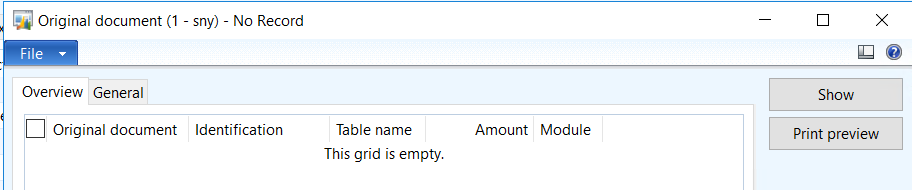 Original document (1 - sny) - No Record
File
Overview General
Show
Original document Identification Table name Amount Module
Print preview
This grid is empty.